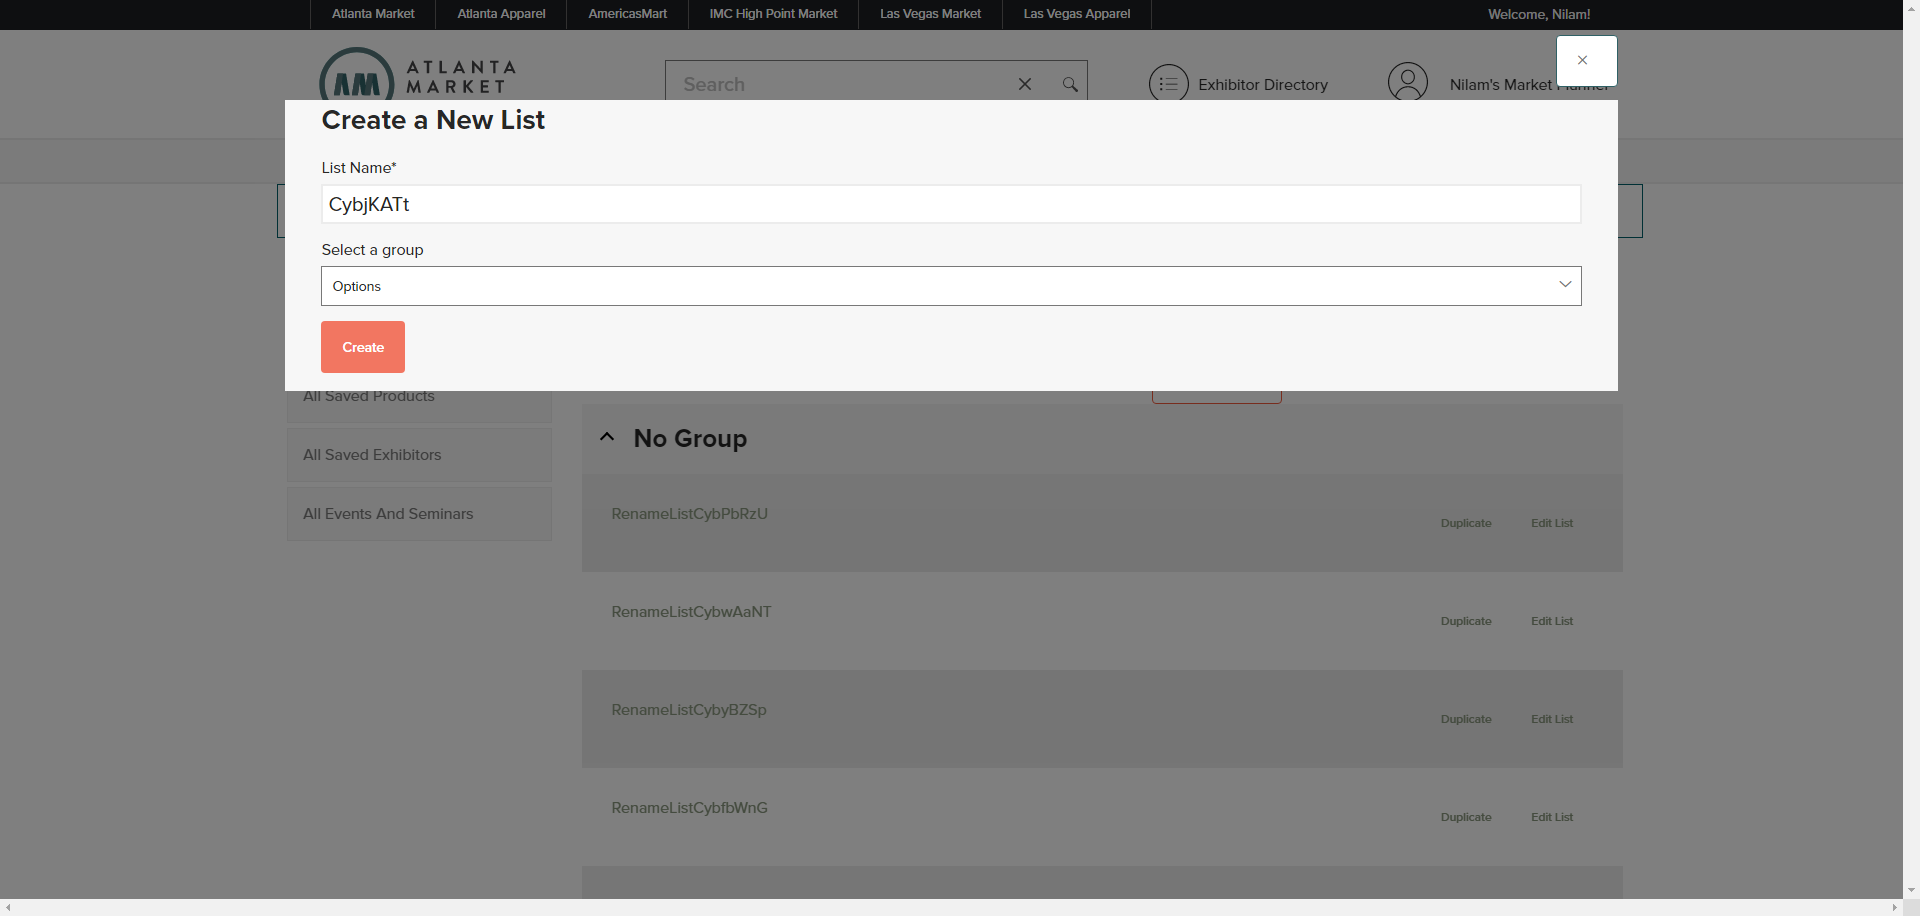 Atlanta Market
Atlanta Apparel
AmericasMart
IMC High Point Market
Las Vegas Market
Las Vegas Apparel
Welcome, Nilam!
AM
ATLANTA
MARKET
Search
Exhibitor Directory
Nilam's Market Planner
Create a New List
List Name*
CybjKATt
Select a group
Options
Create
All Saved Products
All Saved Exhibitors
All Events And Seminars
No Group
RenameListCybPbRzU
Duplicate
Edit List
RenameListCybwAaNT
Duplicate
Edit List
RenameListCybyBZSp
Duplicate
Edit List
RenameListCybfbWnG
Duplicate
Edit List